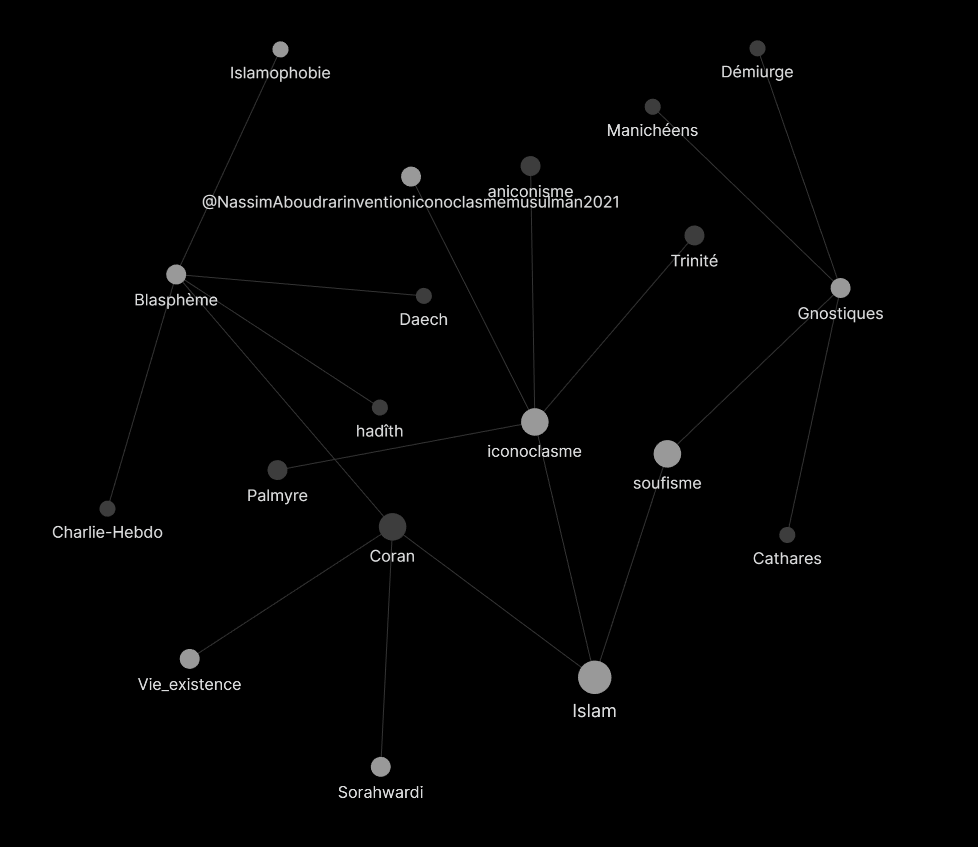 Islamophobie
Démiurge
Manichéens
aniconisme
@NassimAboudrarinventioniconoclasmemusulman2021
Trinité
Blasphème
Gnostiques
Daech
hadîth
iconoclasme
soufisme
Palmyre
Charlie-Hebdo
Coran
Cathares
Vie_existence
Islam
Sorahwardi